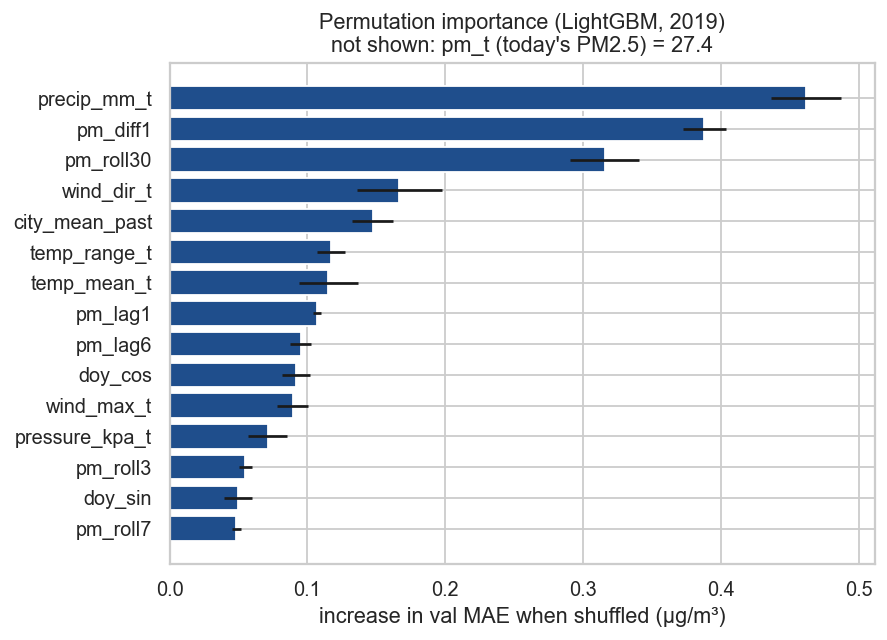 Permutation importance (LightGBM, 2019)
not shown: pm_t (today's PM2.5) = 27.4
precip_mm_t
pm_diff1
pm_roll30
wind_dir_t
city_mean_past
temp_range_t
temp_mean_t
pm_lag1
pm_lag6
doy_cos
wind_max_t
pressure_kpa_t
pm_roll3
doy_sin
pm_roll7
0.0 0.1 0.2 0.3 0.4 0.5
increase in val MAE when shuffled (µg/m³)